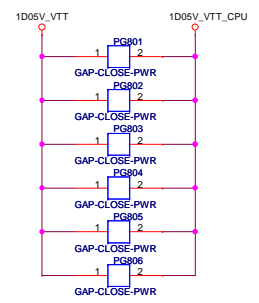 1D05V_VTT 1D05V_VTT_CPU
PG801
1 2
GAP-CLOSE-PWR
PG802
1 2
GAP-CLOSE-PWR
PG803
1 2
GAP-CLOSE-PWR
PG804
1 2
GAP-CLOSE-PWR
PG805
1 2
GAP-CLOSE-PWR
PG806
1 2
GAP-CLOSE-PWR